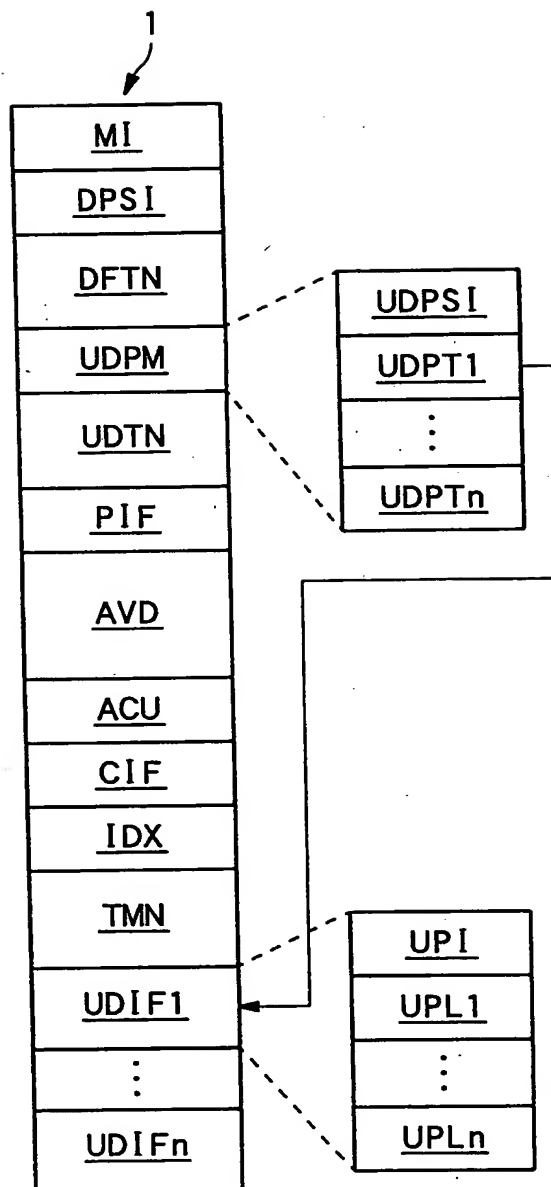 1
MI
DPSI
DFTN
UDPM
UDTN
PIF
AVD
ACU
CIF
IDX
TMN
UDIF1
⋮
UDIFn
UDPSI
UDPT1
⋮
UDPTn
UPI
UPL1
⋮
UPLn